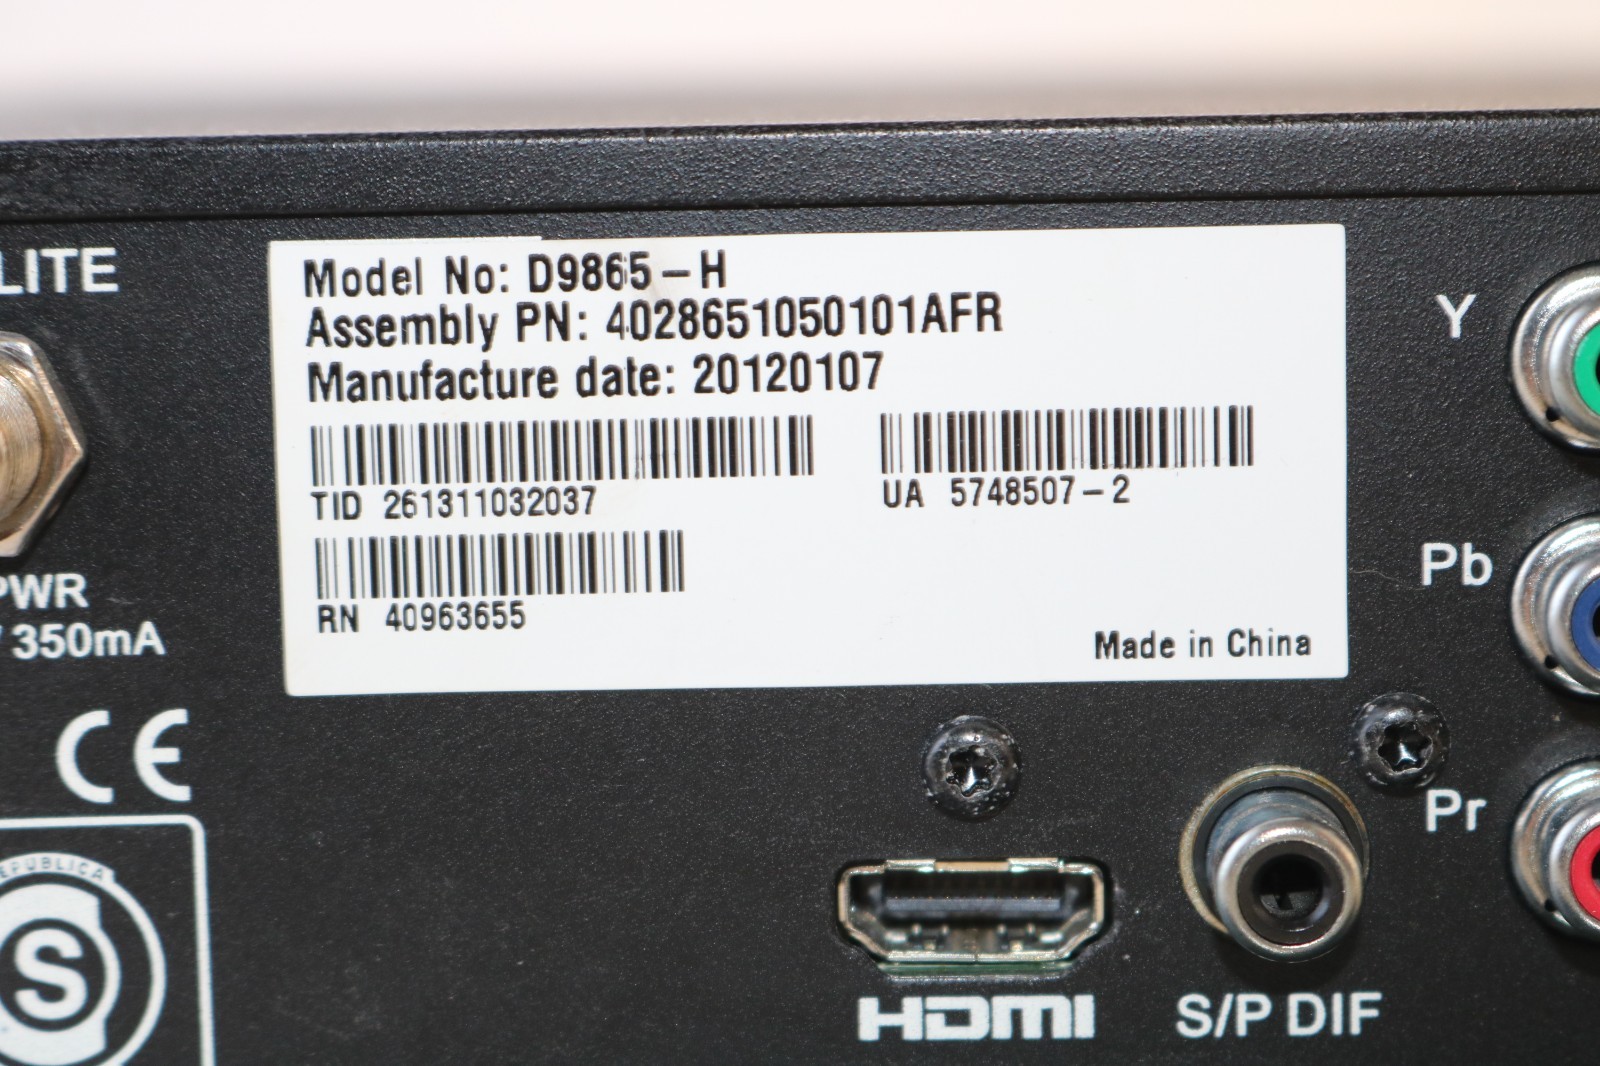 LITE
Model No: D9865-H
Assembly PN: 4028651050101AFR
Manufacture date: 20120107
TID 261311032037
UA 5748507-2
RN 40963655
Made in China
PWR
350mA
CE
S
Y
Pb
Pr
HDMI
S/P DIF